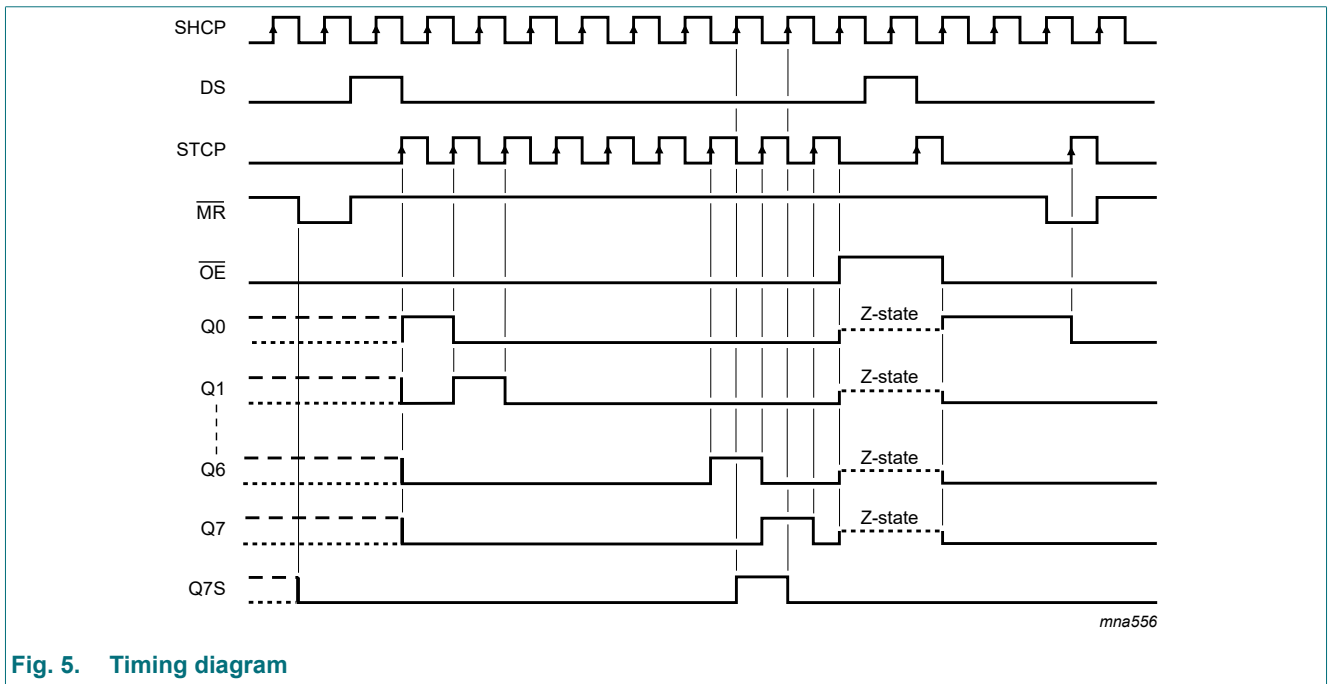 SHCP
DS
STCP
MR
OE
Q0
Z-state
Q1
Z-state
Q6
Z-state
Q7
Z-state
Q7S
mna556
Fig. 5. Timing diagram